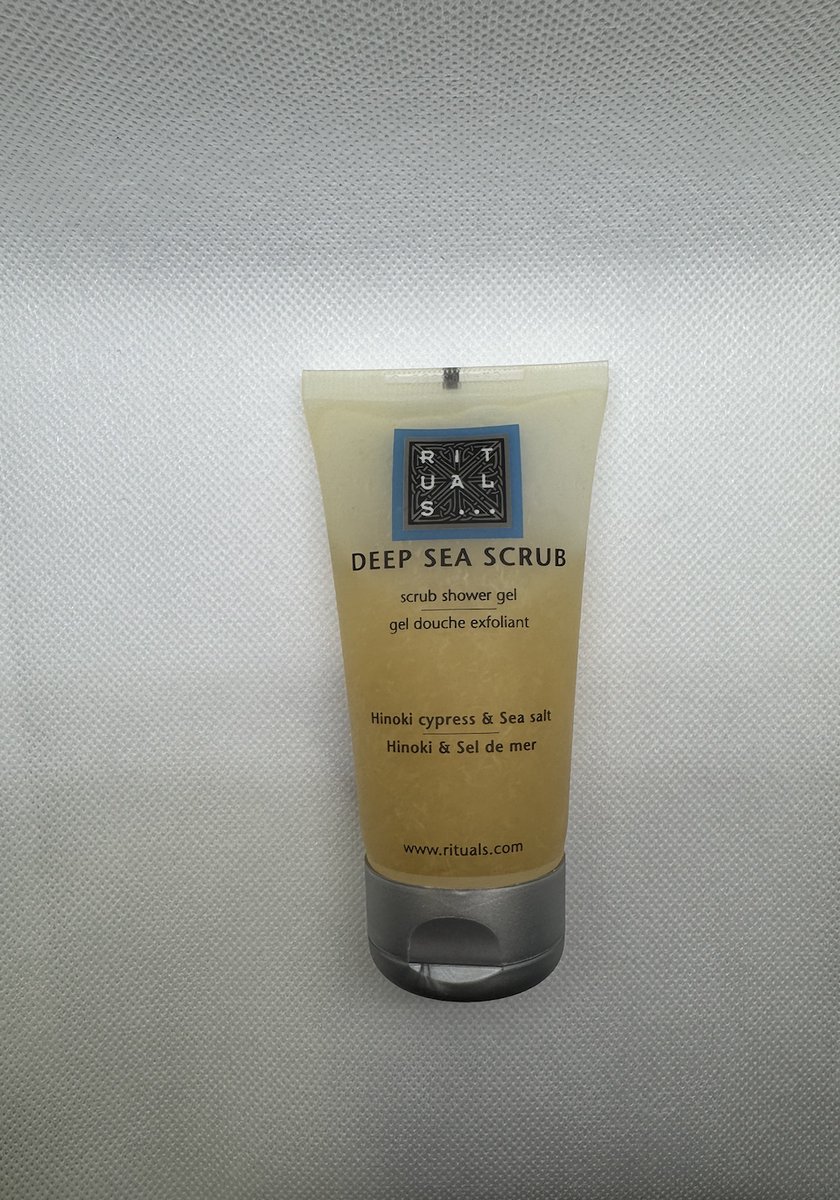 RIT
UAL
S...
DEEP SEA SCRUB
scrub shower gel
gel douche exfoliant
Hinoki cypress & Sea salt
Hinoki & Sel de mer
www.rituals.com